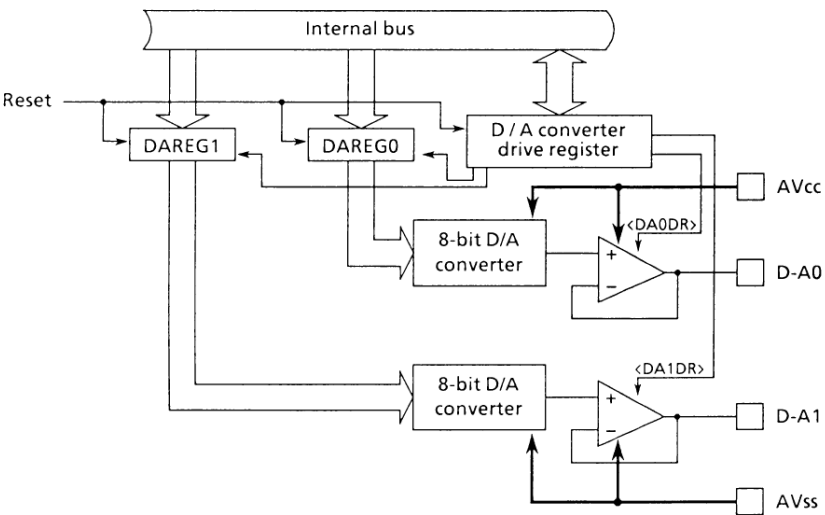 Internal bus
Reset
DAREG1
DAREG0
D / A converter
drive register
AVcc
<DA0DR>
8-bit D/A
converter
+
−
D-A0
<DA1DR>
8-bit D/A
converter
+
−
D-A1
AVss